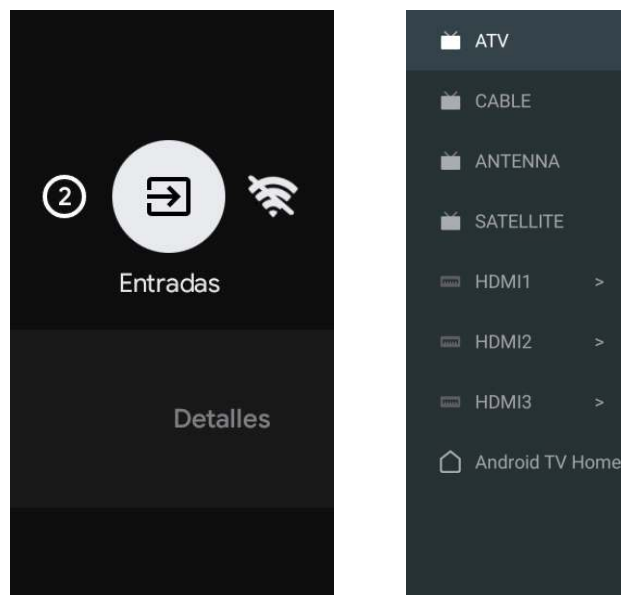 2
Entradas
Detalles
ATV
CABLE
ANTENNA
SATELLITE
HDMI1 >
HDMI2 >
HDMI3 >
Android TV Home